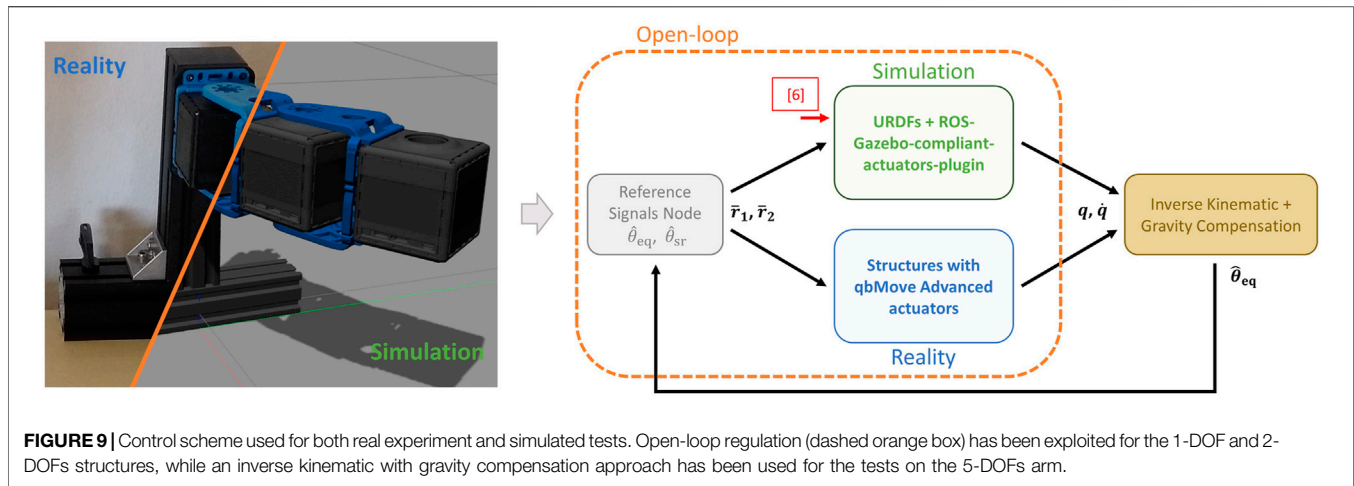 Reality
Simulation
Open-loop
Simulation
[6]
URDFs + ROS-
Gazebo-compliant-
actuators-plugin
Reference
Signals Node
θ̂eq, θ̂sr
r̄1, r̄2
Structures with
qbMove Advanced
actuators
Reality
q, q̇
Inverse Kinematic +
Gravity Compensation
θ̂eq
FIGURE 9 | Control scheme used for both real experiment and simulated tests. Open-loop regulation (dashed orange box) has been exploited for the 1-DOF and 2-
DOFs structures, while an inverse kinematic with gravity compensation approach has been used for the tests on the 5-DOFs arm.